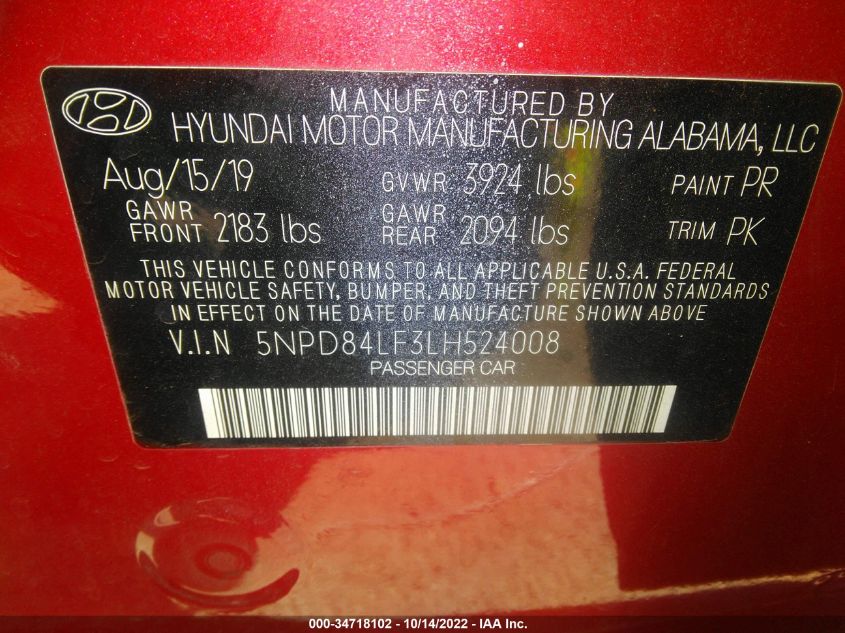 MANUFACTURED BY
HYUNDAI MOTOR MANUFACTURING ALABAMA, LLC
Aug/15/19 GVWR 3924 lbs PAINT PR
GAWR FRONT 2183 lbs GAWR REAR 2094 lbs TRIM PK
THIS VEHICLE CONFORMS TO ALL APPLICABLE U.S.A. FEDERAL
MOTOR VEHICLE SAFETY, BUMPER, AND THEFT PREVENTION STANDARDS
IN EFFECT ON THE DATE OF MANUFACTURE SHOWN ABOVE.
V.I.N 5NPD84LF3LH524008
PASSENGER CAR
000-34718102 - 10/14/2022 - IAA Inc.